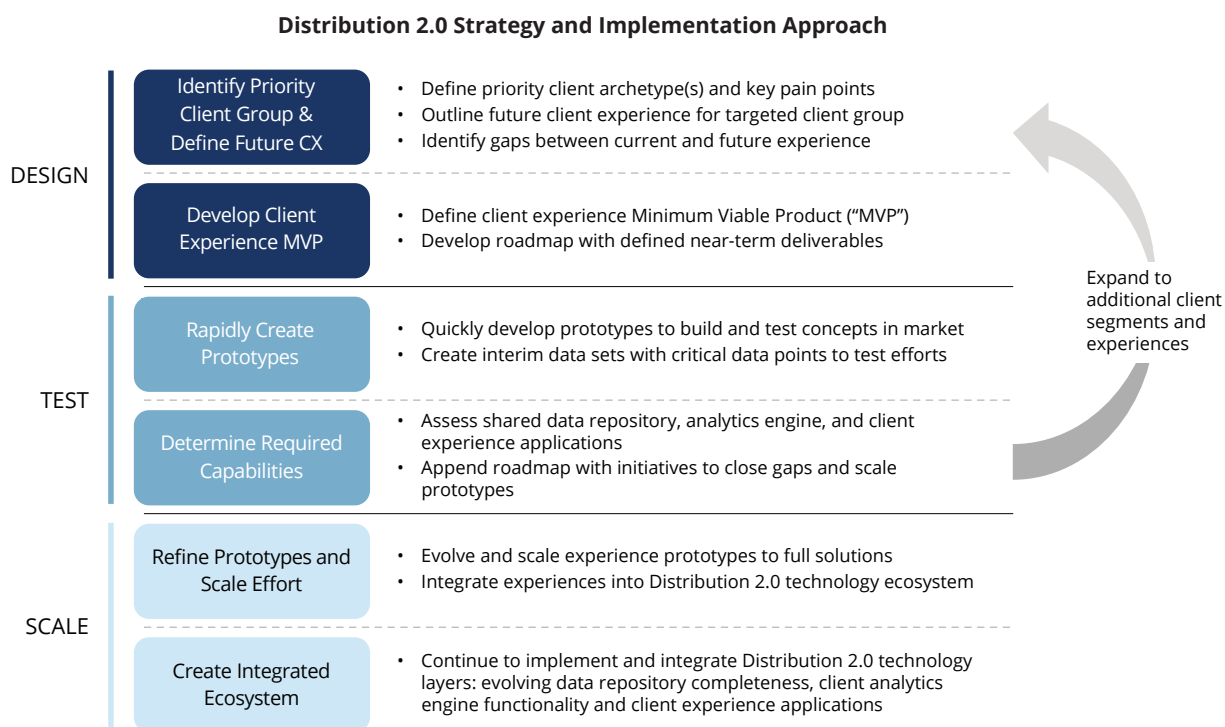 Distribution 2.0 Strategy and Implementation Approach
DESIGN
Identify Priority
Client Group &
Define Future CX
• Define priority client archetype(s) and key pain points
• Outline future client experience for targeted client group
• Identify gaps between current and future experience
Develop Client
Experience MVP
• Define client experience Minimum Viable Product (“MVP”)
• Develop roadmap with defined near-term deliverables
TEST
Rapidly Create
Prototypes
• Quickly develop prototypes to build and test concepts in market
• Create interim data sets with critical data points to test efforts
Determine Required
Capabilities
• Assess shared data repository, analytics engine, and client
experience applications
• Append roadmap with initiatives to close gaps and scale
prototypes
SCALE
Refine Prototypes and
Scale Effort
• Evolve and scale experience prototypes to full solutions
• Integrate experiences into Distribution 2.0 technology ecosystem
Create Integrated
Ecosystem
• Continue to implement and integrate Distribution 2.0 technology
layers: evolving data repository completeness, client analytics
engine functionality and client experience applications
Expand to
additional client
segments and
experiences